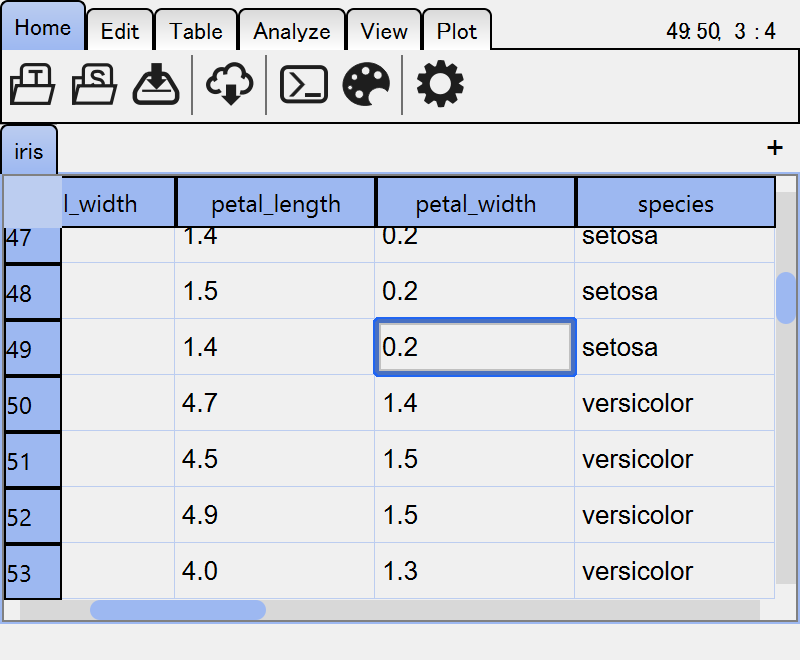 Home Edit Table Analyze View Plot 49:50, 3 : 4
T S
iris +
l_width petal_length petal_width species
47 1.4 0.2 setosa
48 1.5 0.2 setosa
49 1.4 0.2 setosa
50 4.7 1.4 versicolor
51 4.5 1.5 versicolor
52 4.9 1.5 versicolor
53 4.0 1.3 versicolor